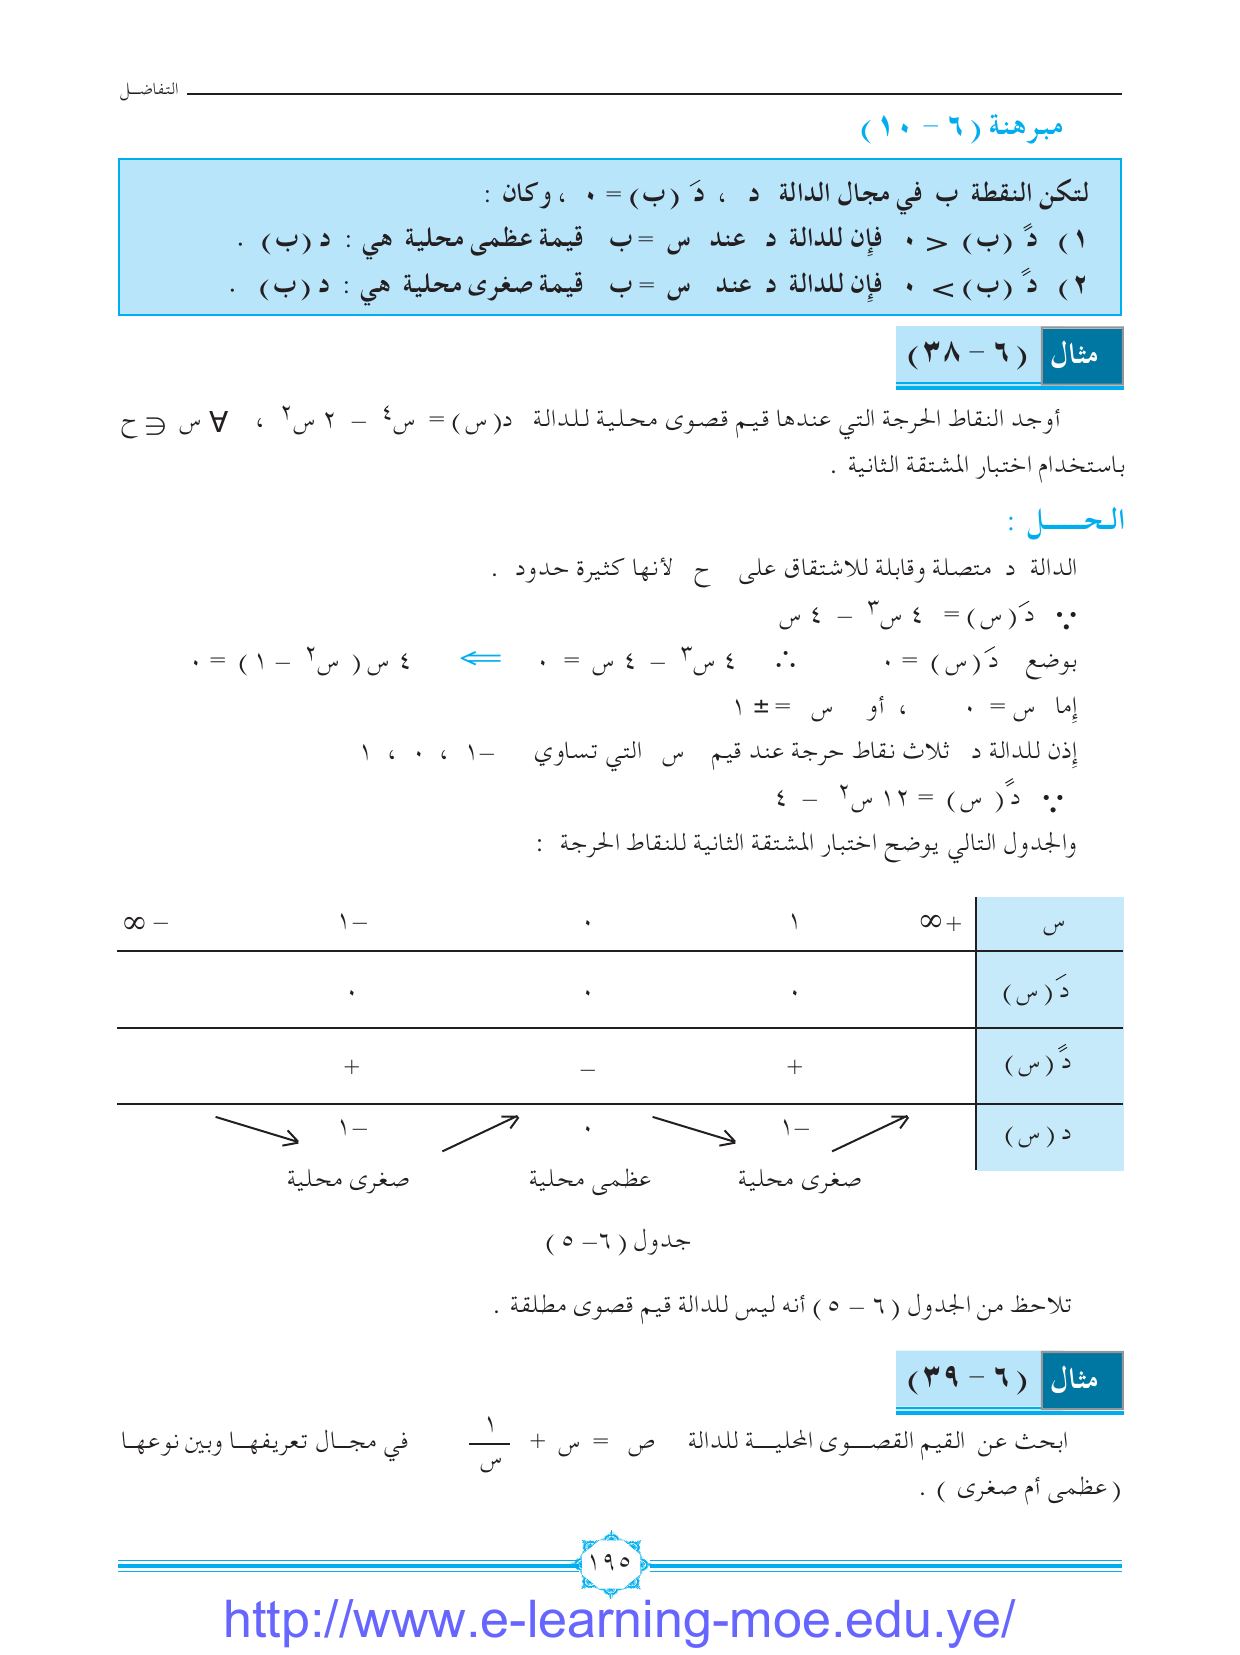 التفاضــل
مبرهنة ( ٦ – ١٠ )
لتكن النقطة ب في مجال الدالة د ، دَ ( ب ) = ٠ ، وكان :
١ ) دً ( ب ) < ٠ فإن للدالة د عند س = ب قيمة عظمى محلية هي : د ( ب ) .
٢ ) دً ( ب ) > ٠ فإن للدالة د عند س = ب قيمة صغرى محلية هي : د ( ب ) .
مثال ( ٦ – ٣٨ )
أوجد النقاط الحرجة التي عندها قيم قصوى محلية للدالة د( س ) = س٤ – ٢ س٢ ، ∀ س ∈ ح
باستخدام اختبار المشتقة الثانية .
الـحـــــل :
الدالة د متصلة وقابلة للاشتقاق على ح لأنها كثيرة حدود .
∵ دَ ( س ) = ٤ س٣ – ٤ س
بوضع دَ ( س ) = ٠ ∴ ٤ س٣ – ٤ س = ٠ ⇐ ٤ س ( س٢ – ١ ) = ٠
إما س = ٠ ، أو س = ± ١
إذن للدالة د ثلاث نقاط حرجة عند قيم س التي تساوي –١ ، ٠ ، ١
∵ دً ( س ) = ١٢ س٢ – ٤
والجدول التالي يوضح اختبار المشتقة الثانية للنقاط الحرجة :
س +∞ ١ ٠ –١ – ∞
دَ ( س ) ٠ ٠ ٠
دً ( س ) + – +
د ( س ) –١ ٠ –١
صغرى محلية عظمى محلية صغرى محلية
جدول ( ٦– ٥ )
تلاحظ من الجدول ( ٦ – ٥ ) أنه ليس للدالة قيم قصوى مطلقة .
مثال ( ٦ – ٣٩ )
ابحث عن القيم القصــوى المحليــة للدالة ص = س + ١/س في مجــال تعريفهــا وبين نوعهـا
( عظمى أم صغرى ) .
١٩٥
http://www.e-learning-moe.edu.ye/